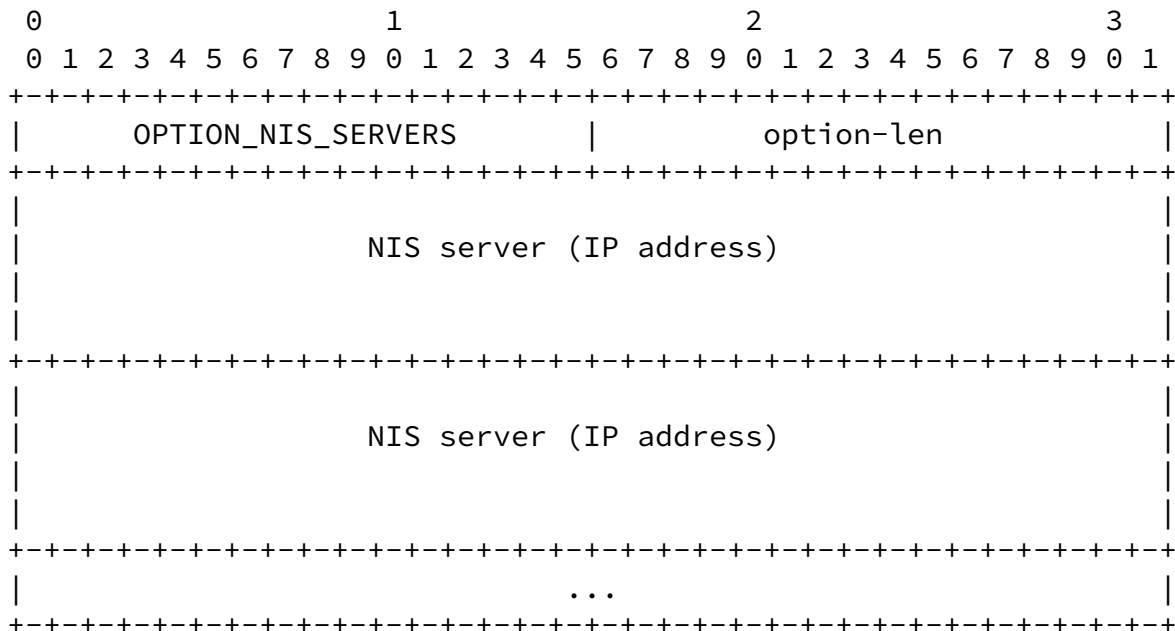 0                   1                   2                   3
 0 1 2 3 4 5 6 7 8 9 0 1 2 3 4 5 6 7 8 9 0 1 2 3 4 5 6 7 8 9 0 1
+-+-+-+-+-+-+-+-+-+-+-+-+-+-+-+-+-+-+-+-+-+-+-+-+-+-+-+-+-+-+-+-+
|      OPTION_NIS_SERVERS       |         option-len            |
+-+-+-+-+-+-+-+-+-+-+-+-+-+-+-+-+-+-+-+-+-+-+-+-+-+-+-+-+-+-+-+-+
|                                                               |
|                   NIS server (IP address)                     |
|                                                               |
|                                                               |
+-+-+-+-+-+-+-+-+-+-+-+-+-+-+-+-+-+-+-+-+-+-+-+-+-+-+-+-+-+-+-+-+
|                                                               |
|                   NIS server (IP address)                     |
|                                                               |
|                                                               |
+-+-+-+-+-+-+-+-+-+-+-+-+-+-+-+-+-+-+-+-+-+-+-+-+-+-+-+-+-+-+-+-+
|                              ...                              |
+-+-+-+-+-+-+-+-+-+-+-+-+-+-+-+-+-+-+-+-+-+-+-+-+-+-+-+-+-+-+-+-+